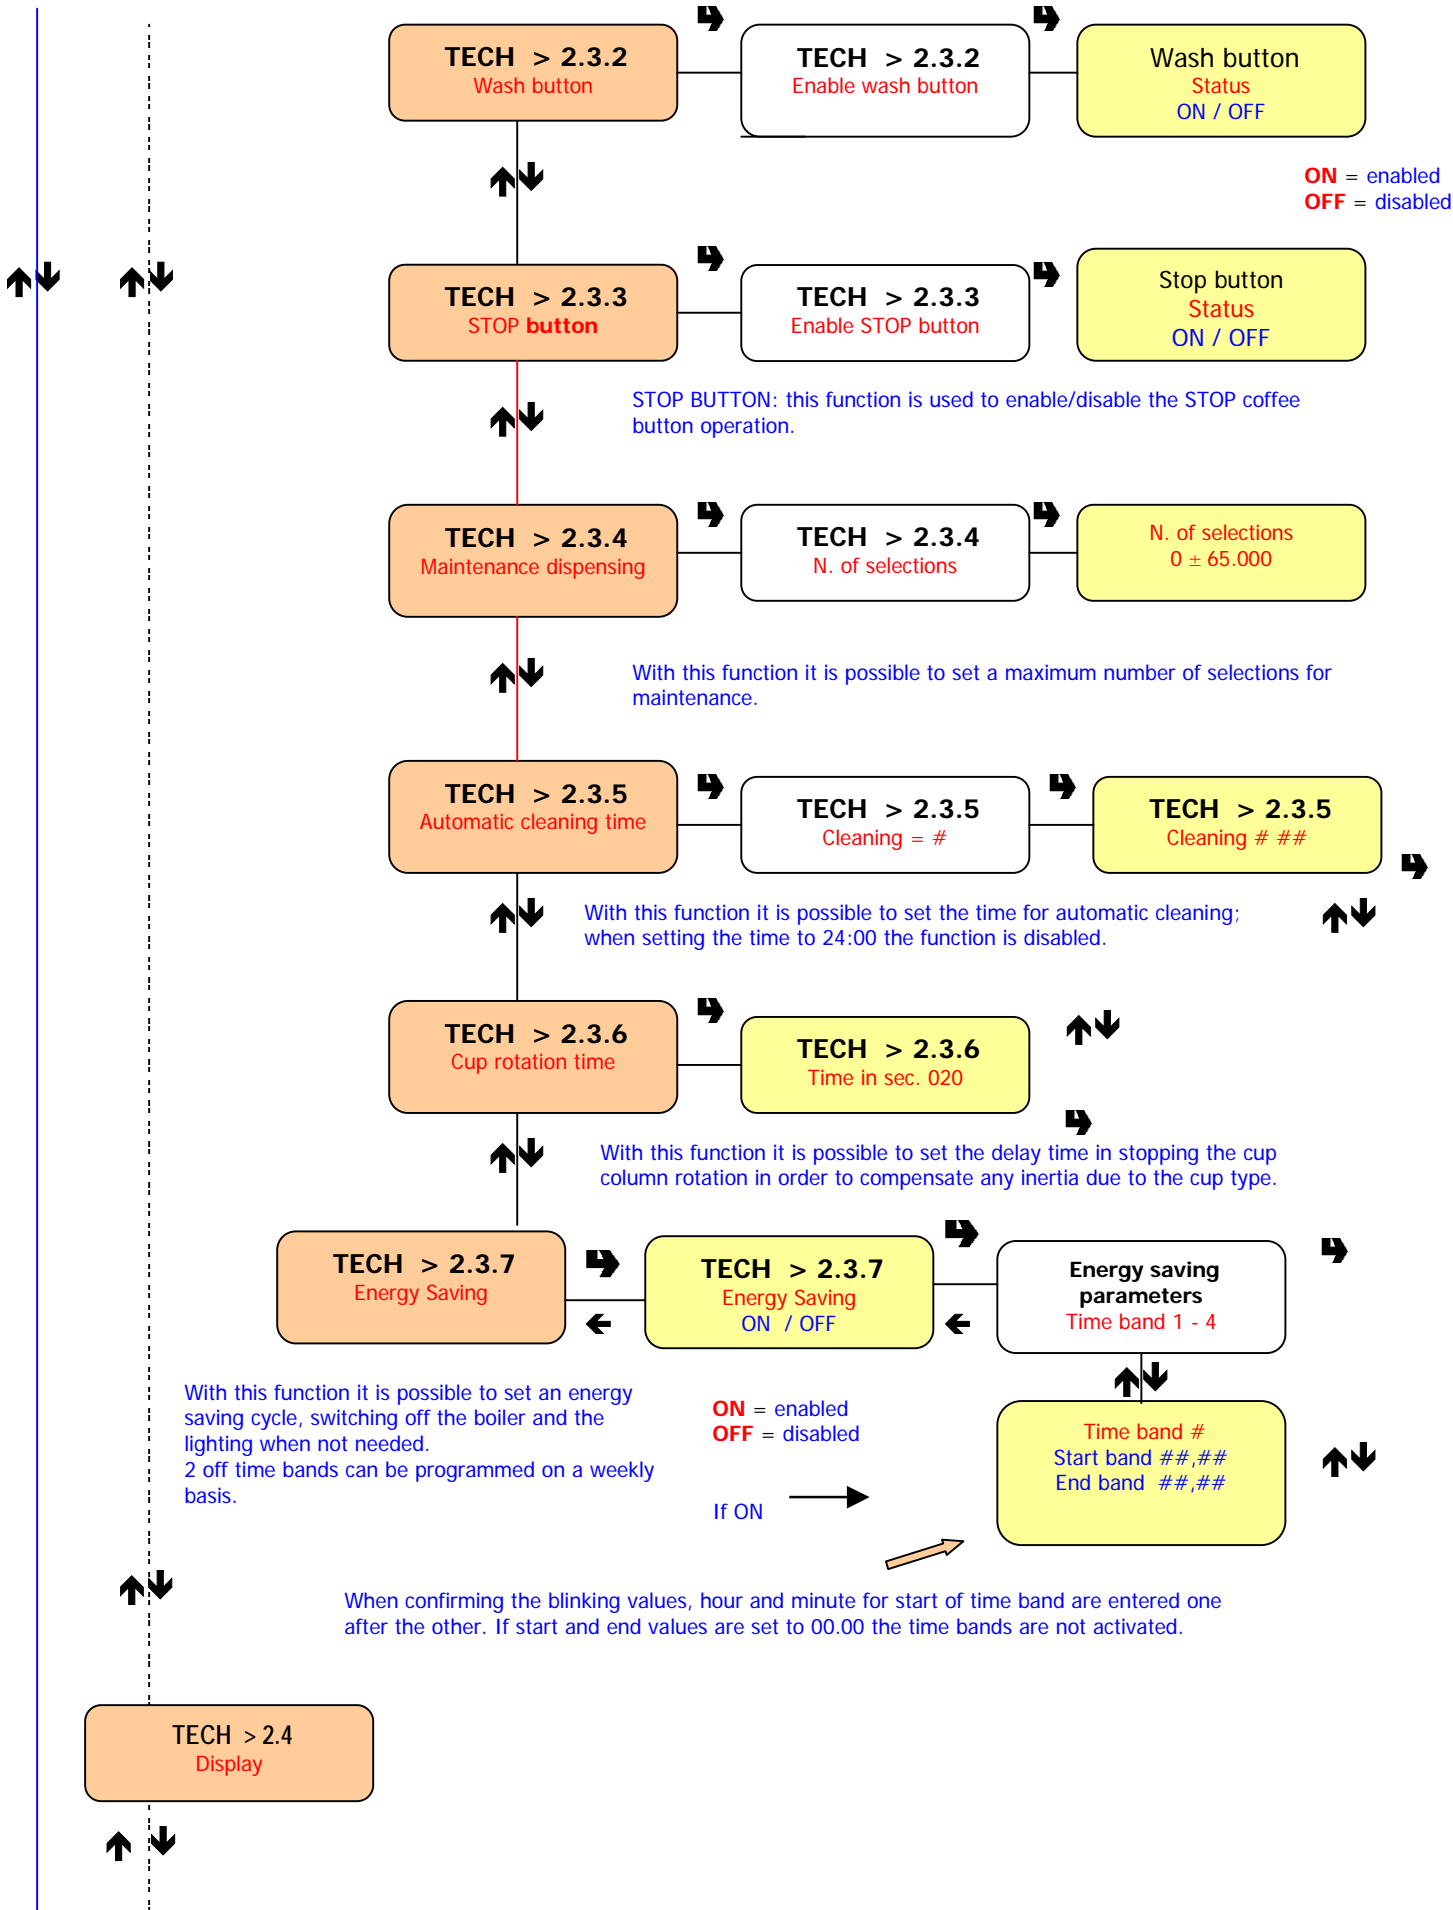 TECH > 2.3.2
Wash button
TECH > 2.3.2
Enable wash button
Wash button
Status
ON / OFF
ON = enabled
OFF = disabled
TECH > 2.3.3
STOP button
TECH > 2.3.3
Enable STOP button
Stop button
Status
ON / OFF
STOP BUTTON: this function is used to enable/disable the STOP coffee
button operation.
TECH > 2.3.4
Maintenance dispensing
TECH > 2.3.4
N. of selections
N. of selections
0 ± 65.000
With this function it is possible to set a maximum number of selections for
maintenance.
TECH > 2.3.5
Automatic cleaning time
TECH > 2.3.5
Cleaning = #
TECH > 2.3.5
Cleaning # ##
With this function it is possible to set the time for automatic cleaning;
when setting the time to 24:00 the function is disabled.
TECH > 2.3.6
Cup rotation time
TECH > 2.3.6
Time in sec. 020
With this function it is possible to set the delay time in stopping the cup
column rotation in order to compensate any inertia due to the cup type.
TECH > 2.3.7
Energy Saving
TECH > 2.3.7
Energy Saving
ON / OFF
Energy saving
parameters
Time band 1 - 4
With this function it is possible to set an energy
saving cycle, switching off the boiler and the
lighting when not needed.
2 off time bands can be programmed on a weekly
basis.
ON = enabled
OFF = disabled
If ON
Time band #
Start band ##,##
End band ##,##
When confirming the blinking values, hour and minute for start of time band are entered one
after the other. If start and end values are set to 00.00 the time bands are not activated.
TECH > 2.4
Display